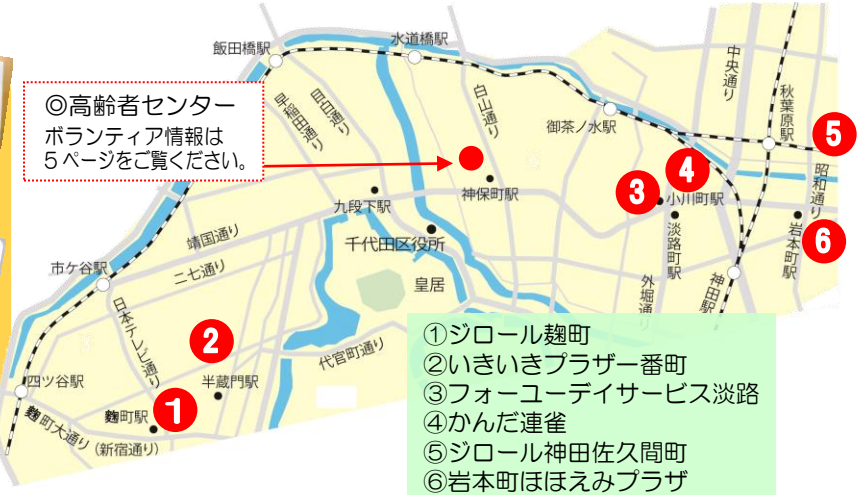 飯田橋駅
水道橋駅
中央通り
秋葉原駅
◎高齢者センター
ボランティア情報は
5ページをご覧ください。
早稲田通り
目白通り
白山通り
御茶ノ水駅
5
昭和通り
4
3
小川町駅
神保町駅
九段下駅
淡路町駅
6
岩本町駅
靖国通り
千代田区役所
市ケ谷駅
二七通り
皇居
外堀通り
神田駅
日本テレビ通り
2
代官町通り
四ツ谷駅
半蔵門駅
麴町駅
1
麴町大通り(新宿通り)
①ジロール麹町
②いきいきプラザ一番町
③フォーユーデイサービス淡路
④かんだ連雀
⑤ジロール神田佐久間町
⑥岩本町ほほえみプラザ